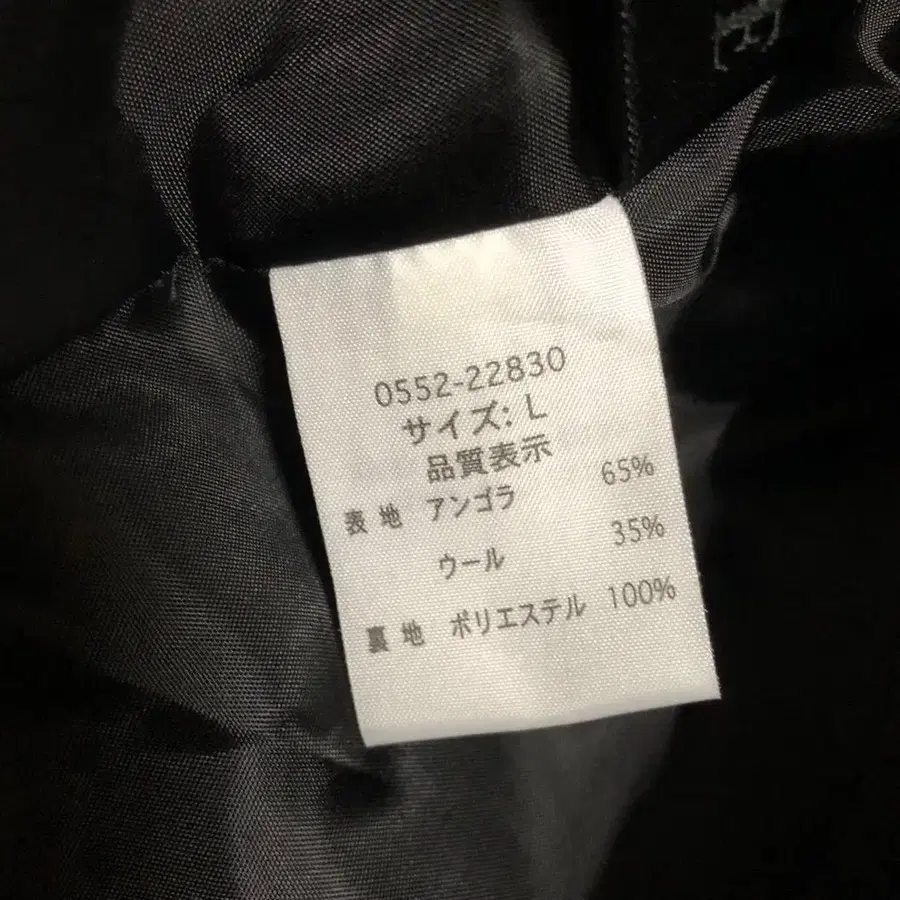 0552-22830
サイズ: L
品質表示
表地 アンゴラ 65%
ウール 35%
裏地 ポリエステル 100%